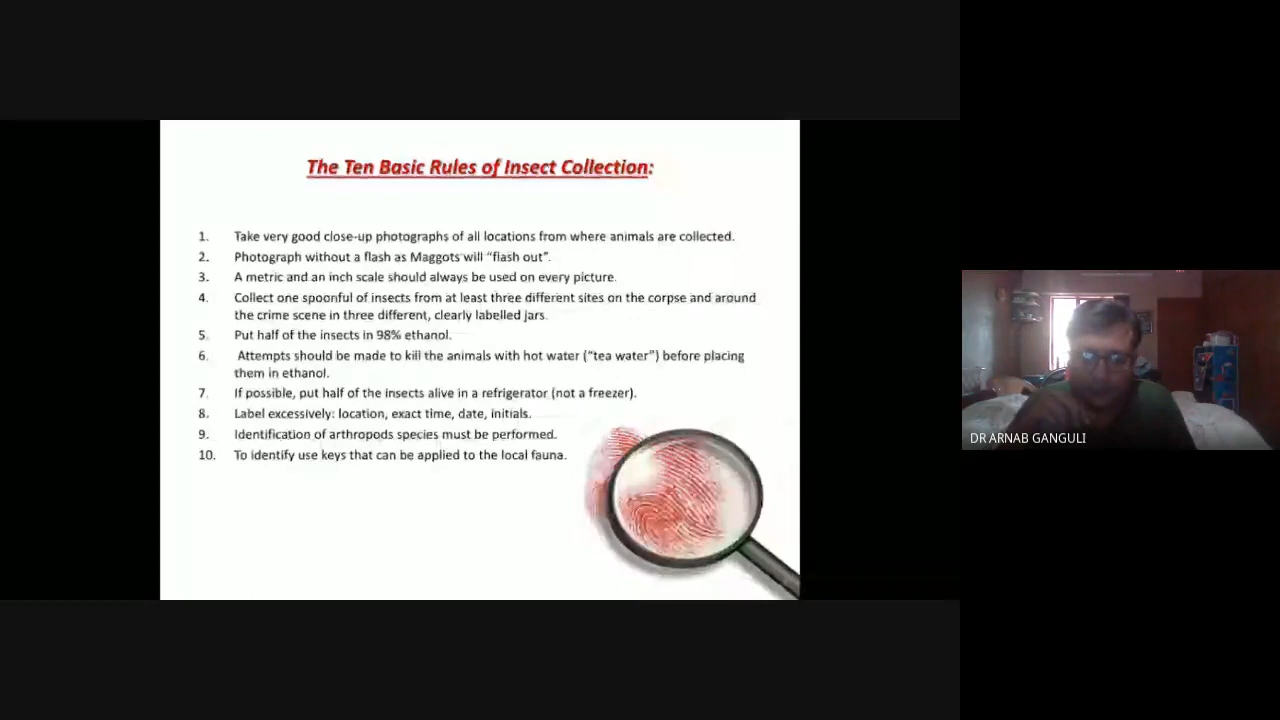 The Ten Basic Rules of Insect Collection:
1. Take very good close-up photographs of all locations from where animals are collected.
2. Photograph without a flash as Maggots will “flash out”.
3. A metric and an inch scale should always be used on every picture.
4. Collect one spoonful of insects from at least three different sites on the corpse and around
the crime scene in three different, clearly labelled jars.
5. Put half of the insects in 98% ethanol.
6. Attempts should be made to kill the animals with hot water (“tea water”) before placing
them in ethanol.
7. If possible, put half of the insects alive in a refrigerator (not a freezer).
8. Label excessively: location, exact time, date, initials.
9. Identification of arthropods species must be performed.
10. To identify use keys that can be applied to the local fauna.
DR ARNAB GANGULI